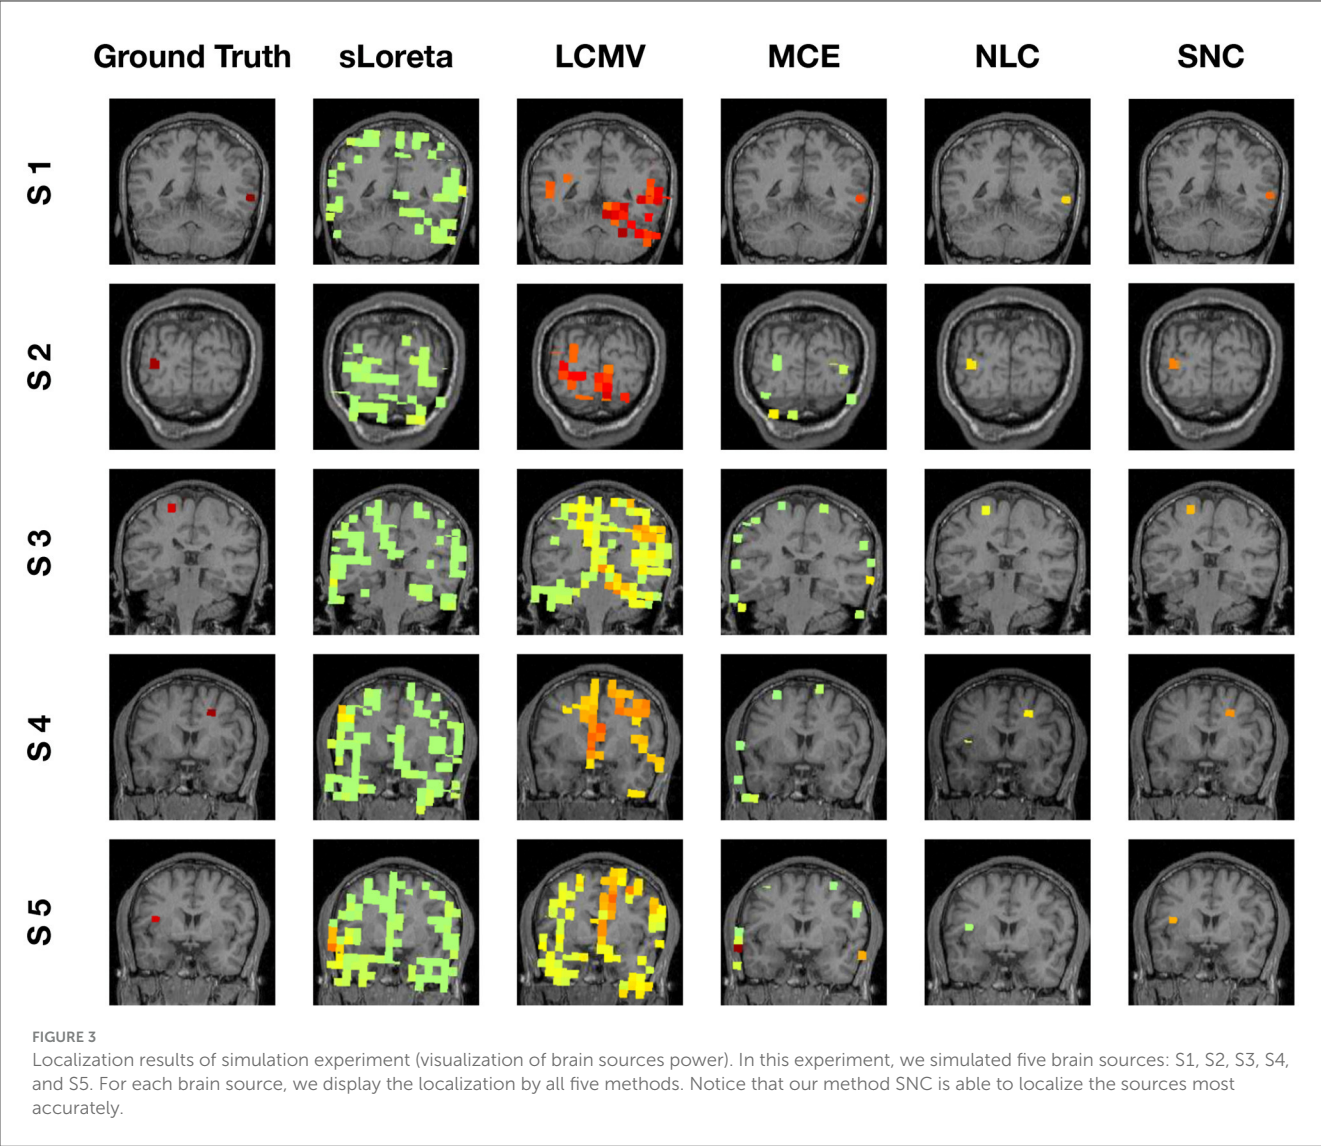 Ground Truth sLoreta LCMV MCE NLC SNC
S 1
S 2
S 3
S 4
S 5
FIGURE 3
Localization results of simulation experiment (visualization of brain sources power). In this experiment, we simulated five brain sources: S1, S2, S3, S4,
and S5. For each brain source, we display the localization by all five methods. Notice that our method SNC is able to localize the sources most
accurately.